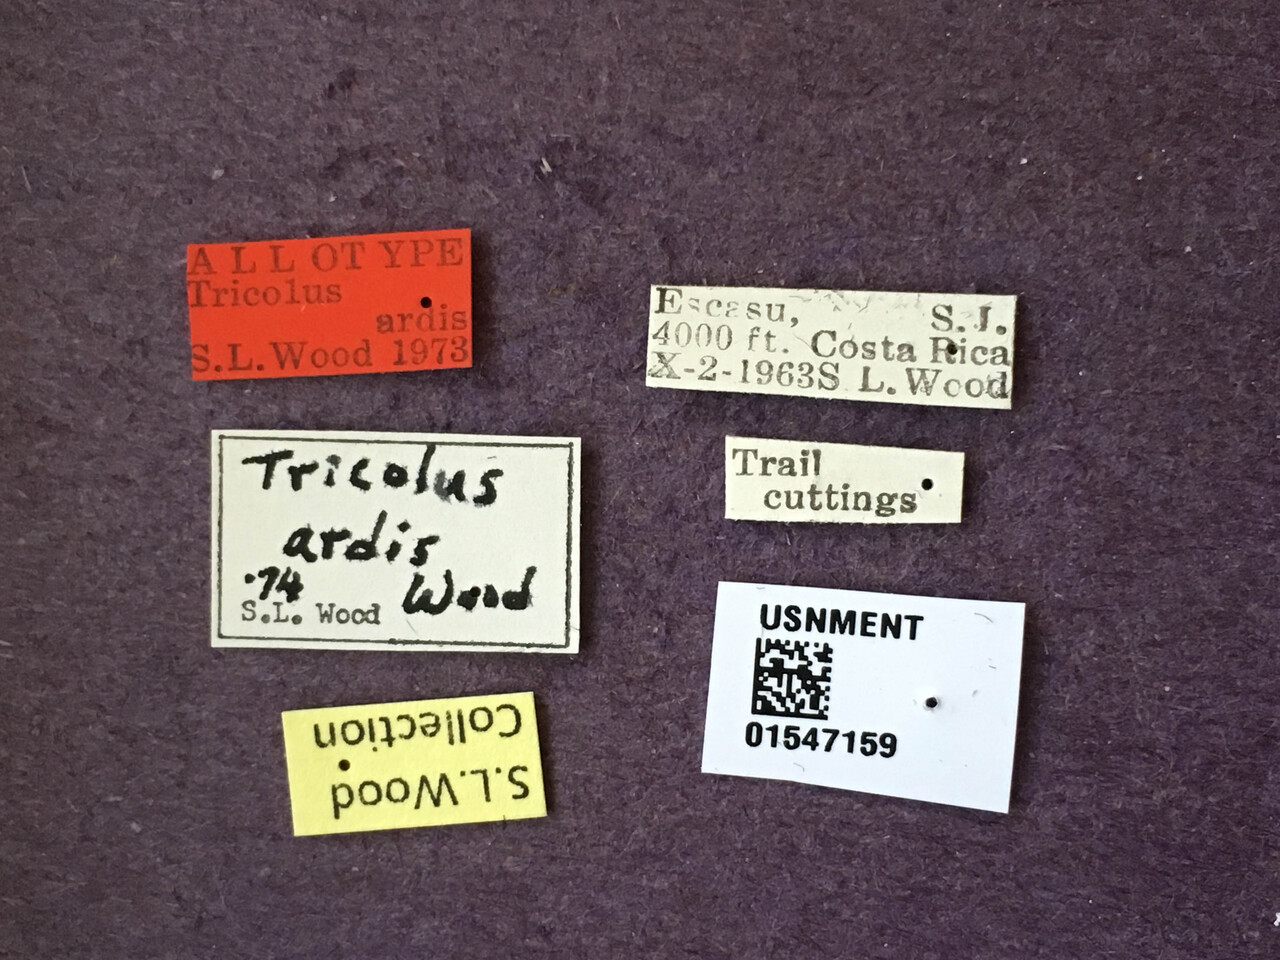 A L L OT YPE
Tricolus
ardis
S.L. Wood 1973
Escasu, S.J.
4000 ft. Costa Rica
X-2-1963S L. Wood
Tricolus
ardis
'74 Wood
S.L. Wood
Trail
cuttings
USNMENT
01547159
S.L.Wood
Collection